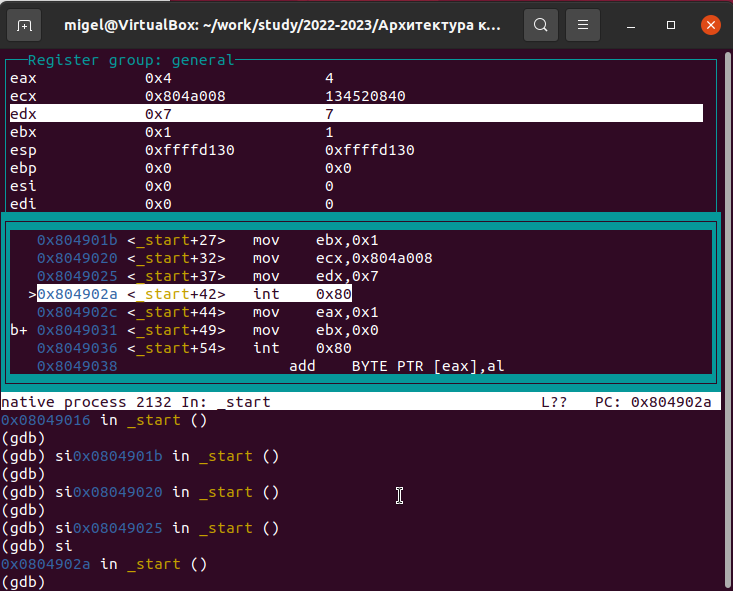 migel@VirtualBox: ~/work/study/2022-2023/Архитектура к...
Register group: general
eax 0x4 4
ecx 0x804a008 134520840
edx 0x7 7
ebx 0x1 1
esp 0xffffd130 0xffffd130
ebp 0x0 0x0
esi 0x0 0
edi 0x0 0
0x804901b <_start+27> mov ebx,0x1
0x8049020 <_start+32> mov ecx,0x804a008
0x8049025 <_start+37> mov edx,0x7
>0x804902a <_start+42> int 0x80
0x804902c <_start+44> mov eax,0x1
b+ 0x8049031 <_start+49> mov ebx,0x0
0x8049036 <_start+54> int 0x80
0x8049038 add BYTE PTR [eax],al
native process 2132 In: _start L?? PC: 0x804902a
0x08049016 in _start ()
(gdb)
(gdb) si0x0804901b in _start ()
(gdb)
(gdb) si0x08049020 in _start ()
(gdb)
(gdb) si0x08049025 in _start ()
(gdb) si
0x0804902a in _start ()
(gdb)